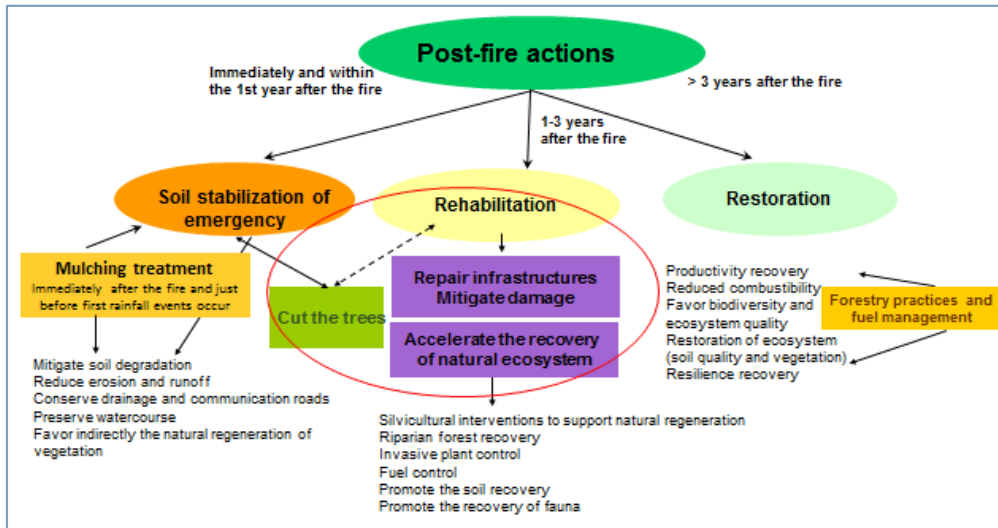 Post-fire actions
Immediately and within
the 1st year after the fire
> 3 years after the fire
1-3 years
after the fire
Soil stabilization of
emergency
Rehabilitation
Restoration
Mulching treatment
Immediately after the fire and just
before first rainfall events occur
Cut the trees
Repair infrastructures
Mitigate damage
Accelerate the recovery
of natural ecosystem
Productivity recovery
Reduced combustibility
Favor biodiversity and
ecosystem quality
Restoration of ecosystem
(soil quality and vegetation)
Resilience recovery
Forestry practices and
fuel management
Mitigate soil degradation
Reduce erosion and runoff
Conserve drainage and communication roads
Preserve watercourse
Favor indirectly the natural regeneration of
vegetation
Silvicultural interventions to support natural regeneration
Riparian forest recovery
Invasive plant control
Fuel control
Promote the soil recovery
Promote the recovery of fauna